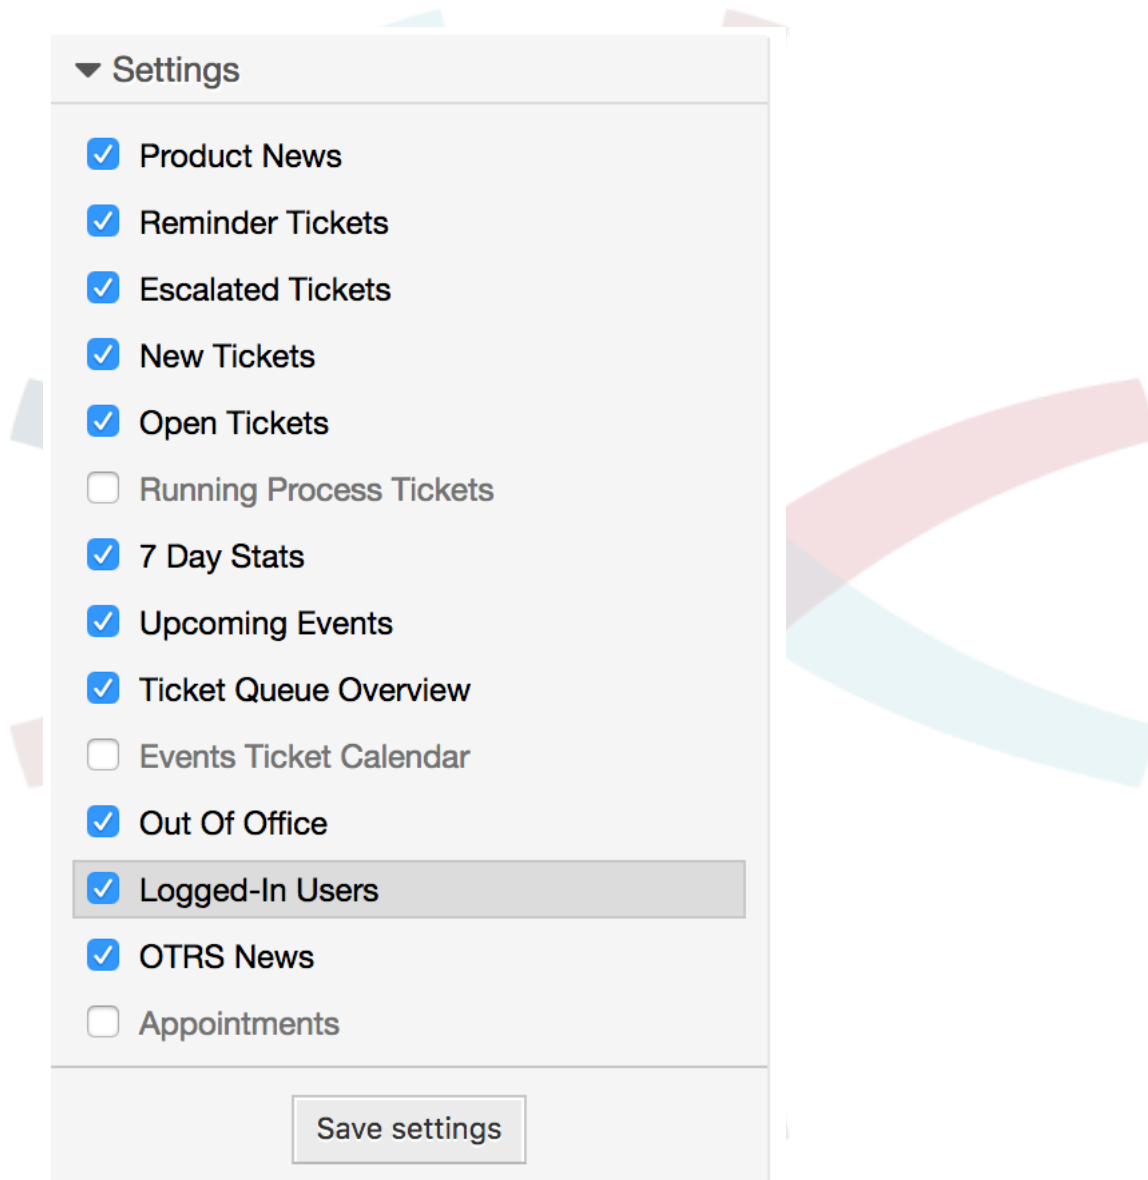 Settings
Product News
Reminder Tickets
Escalated Tickets
New Tickets
Open Tickets
Running Process Tickets
7 Day Stats
Upcoming Events
Ticket Queue Overview
Events Ticket Calendar
Out Of Office
Logged-In Users
OTRS News
Appointments
Save settings